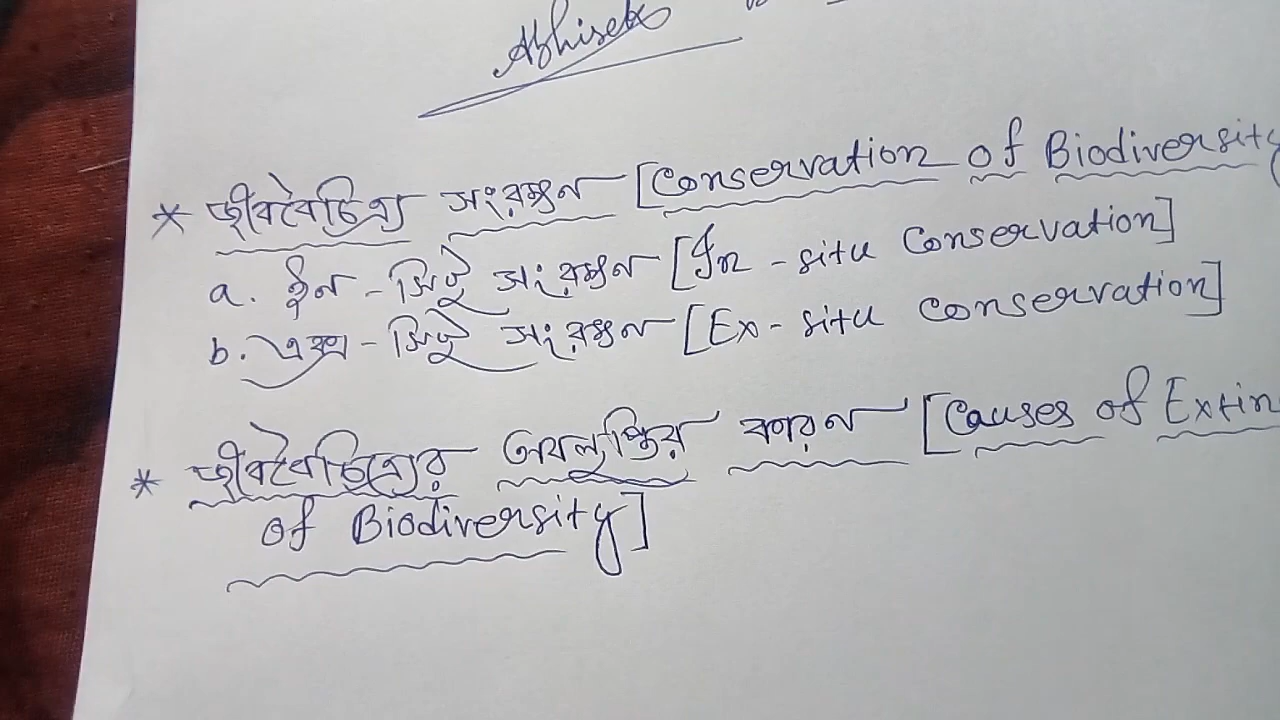 Abhisek
* জীববৈচিত্র্য সংরক্ষণ [Conservation of Biodiversity
a. ইন - সিটু সংরক্ষণ [In - situ Conservation]
b. এক্স - সিটু সংরক্ষণ [Ex - situ Conservation]
* জীববৈচিত্র্যের অবলুপ্তির কারণ [Causes of Extin
of Biodiversity]